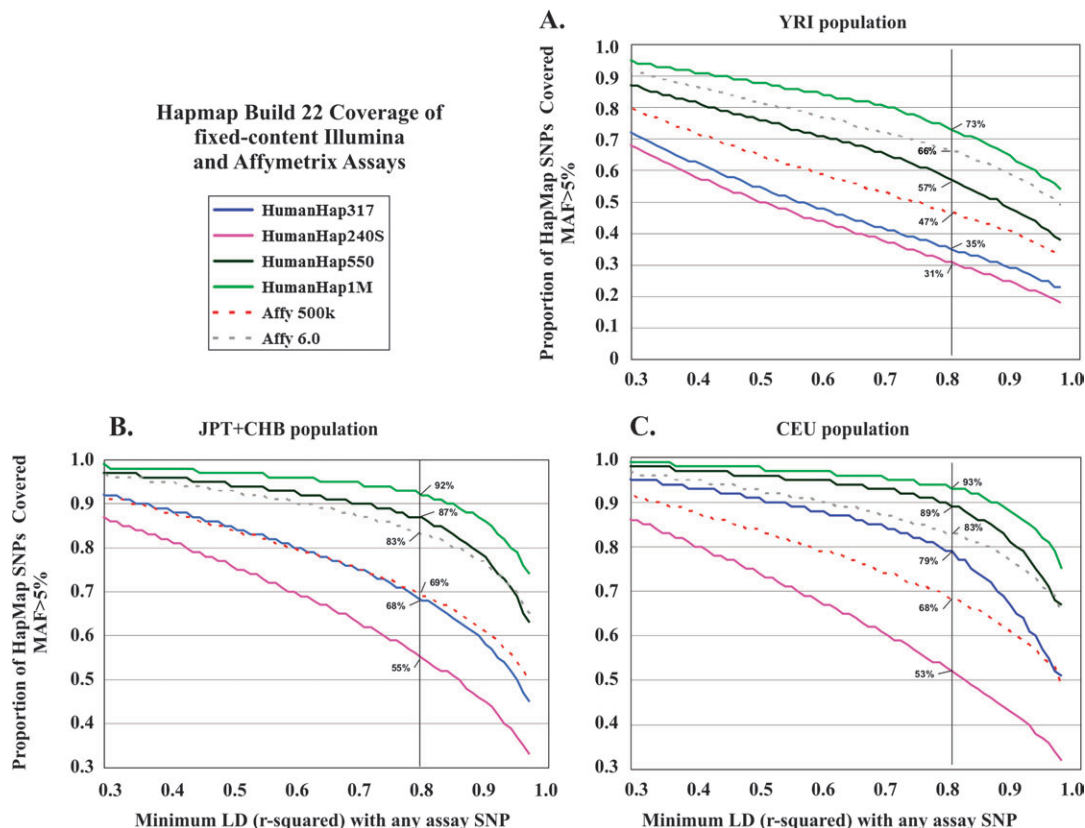 Hapmap Build 22 Coverage of
fixed-content Illumina
and Affymetrix Assays
HumanHap317
HumanHap240S
HumanHap550
HumanHap1M
Affy 500k
Affy 6.0
A.
YRI population
Proportion of HapMap SNPs Covered
MAF>5%
1.0
0.9
0.8
0.7
0.6
0.5
0.4
0.3
0.2
0.1
0
73%
66%
57%
47%
35%
31%
0.3 0.4 0.5 0.6 0.7 0.8 0.9 1.0
B.
JPT+CHB population
Proportion of HapMap SNPs Covered
MAF>5%
1.0
0.9
0.8
0.7
0.6
0.5
0.4
0.3
92%
87%
83%
69%
68%
55%
0.3 0.4 0.5 0.6 0.7 0.8 0.9 1.0
Minimum LD (r-squared) with any assay SNP
C.
CEU population
1.0
0.9
0.8
0.7
0.6
0.5
0.4
0.3
93%
89%
83%
79%
68%
53%
0.3 0.4 0.5 0.6 0.7 0.8 0.9 1.0
Minimum LD (r-squared) with any assay SNP